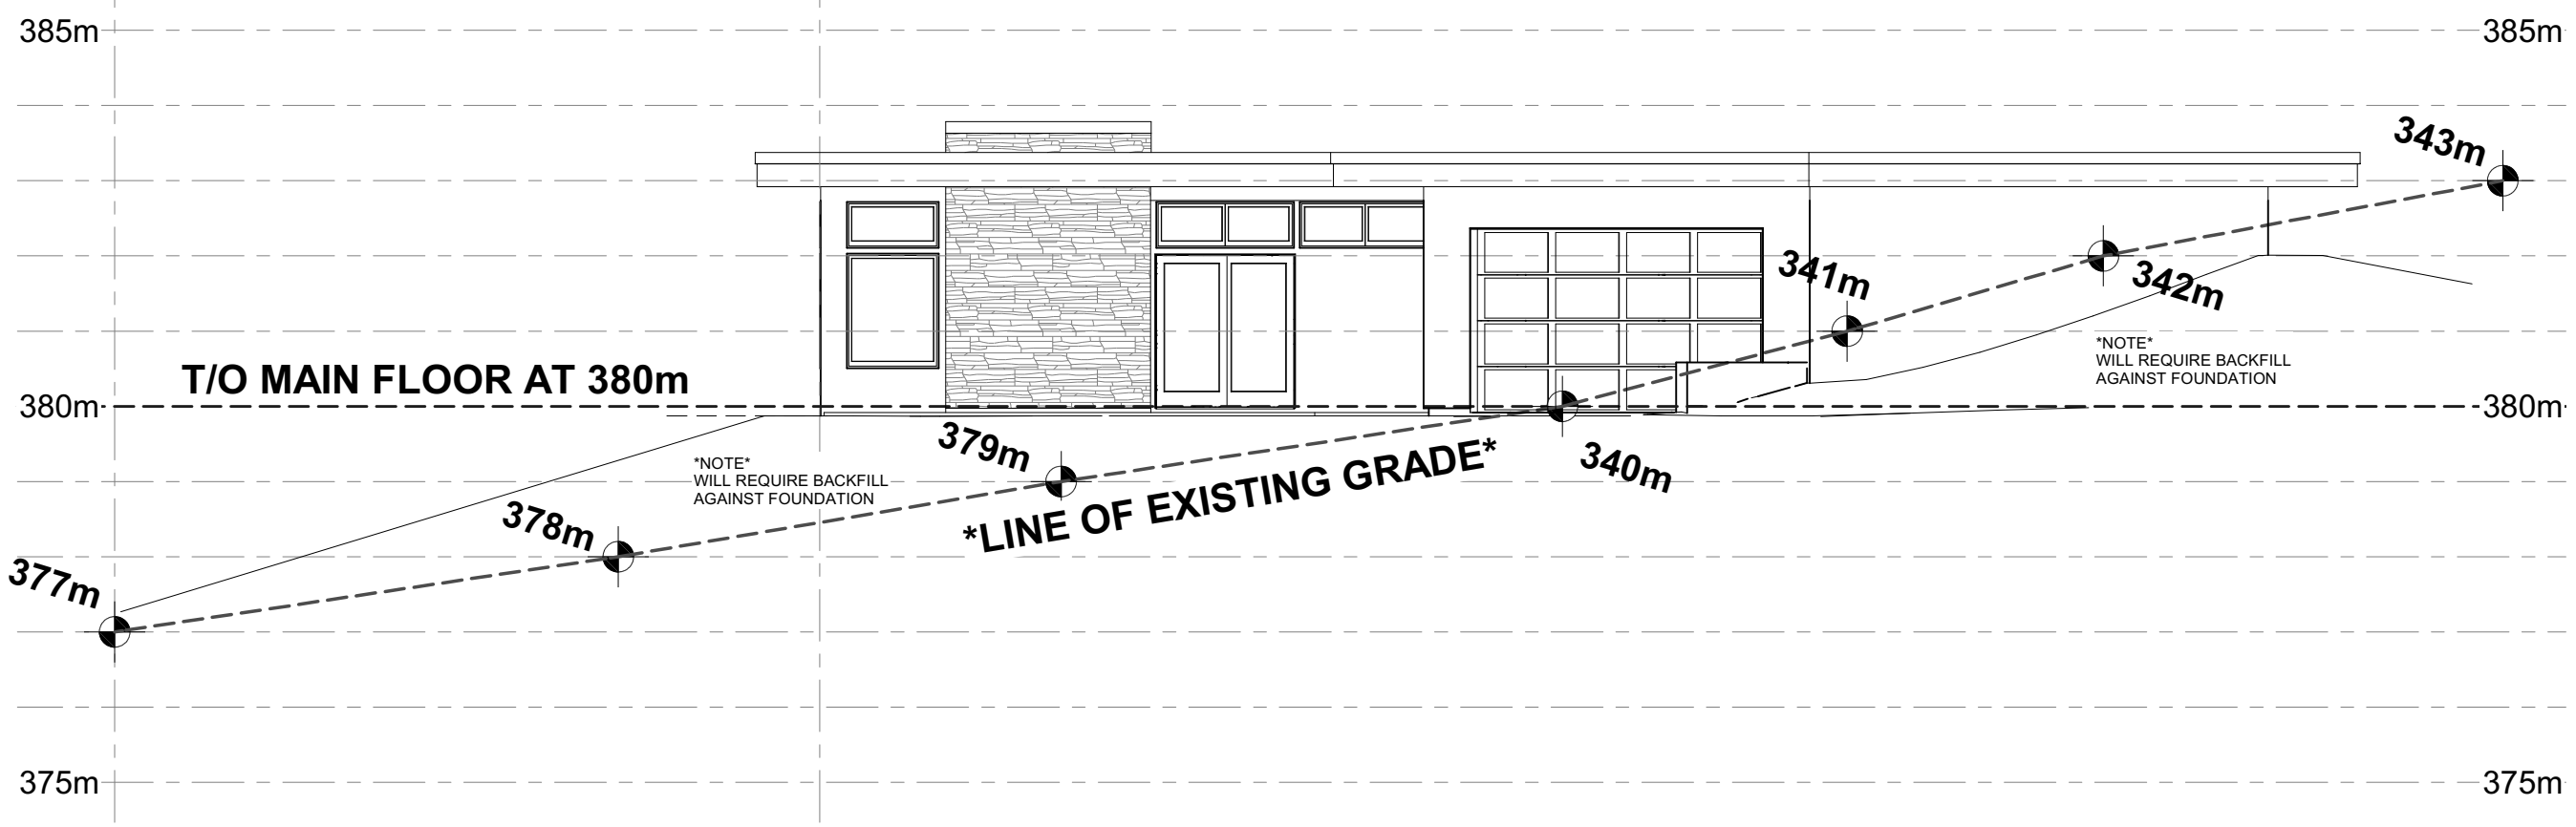 385m
385m
343m
341m
342m
*NOTE*
WILL REQUIRE BACKFILL
AGAINST FOUNDATION
T/O MAIN FLOOR AT 380m
380m
380m
379m
*LINE OF EXISTING GRADE*
340m
*NOTE*
WILL REQUIRE BACKFILL
AGAINST FOUNDATION
378m
377m
375m
375m